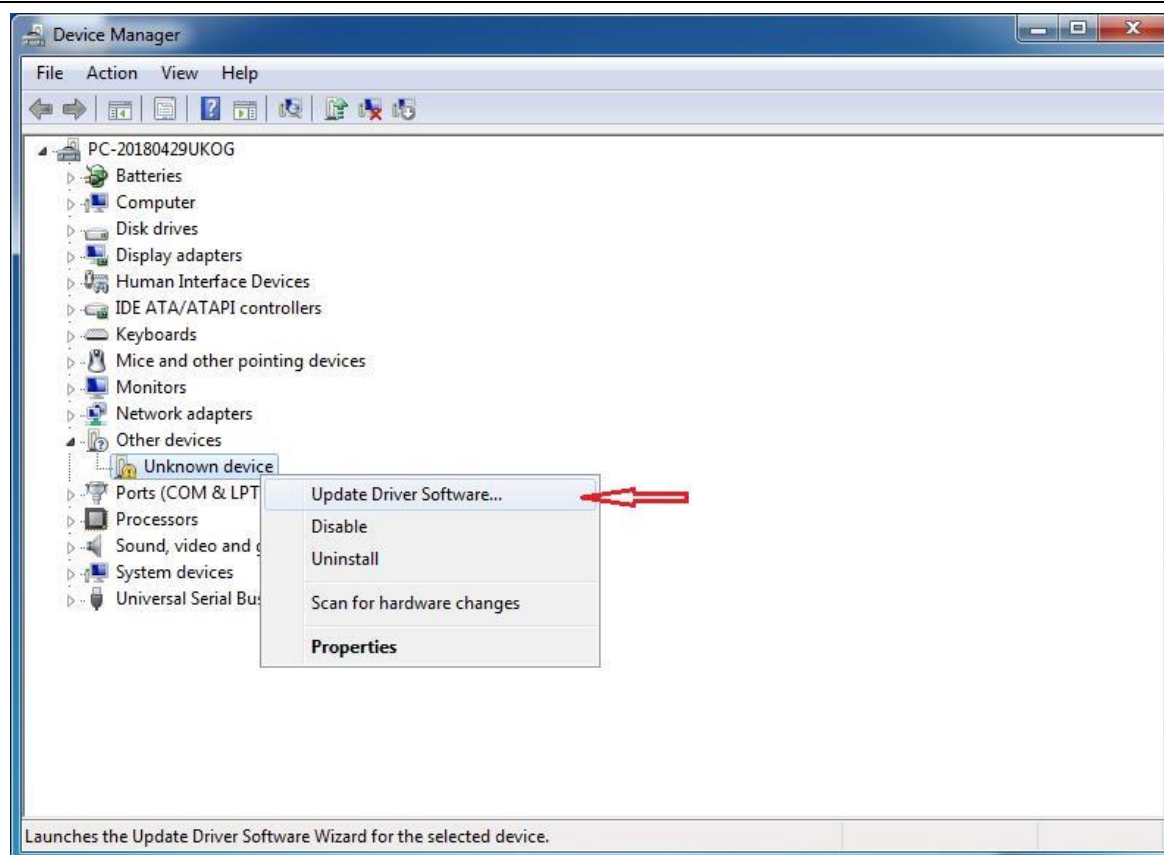 Device Manager
File Action View Help
PC-20180429UKOG
Batteries
Computer
Disk drives
Display adapters
Human Interface Devices
IDE ATA/ATAPI controllers
Keyboards
Mice and other pointing devices
Monitors
Network adapters
Other devices
Unknown device
Ports (COM & LPT
Processors
Sound, video and
System devices
Universal Serial
Update Driver Software...
Disable
Uninstall
Scan for hardware changes
Properties
Launches the Update Driver Software Wizard for the selected device.